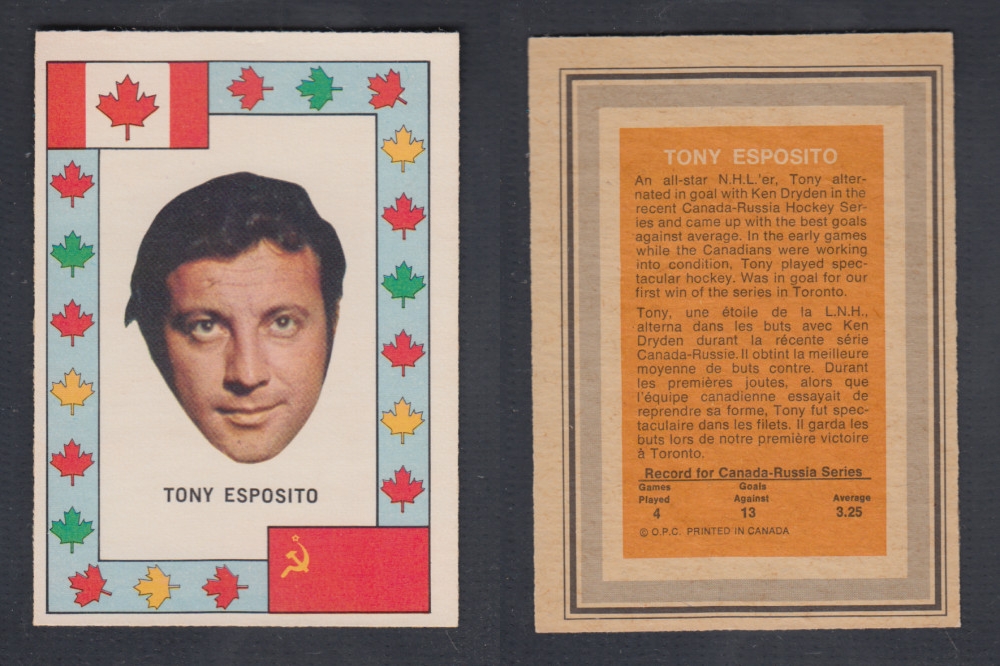 TONY ESPOSITO
TONY ESPOSITO
An all-star N.H.L.'er, Tony alter-
nated in goal with Ken Dryden in the
recent Canada-Russia Hockey Ser-
ies and came up with the best goals
against average. In the early games
while the Canadians were working
into condition, Tony played spec-
tacular hockey. Was in goal for our
first win of the series in Toronto.
Tony, une étoile de la L.N.H.,
alterna dans les buts avec Ken
Dryden durant la récente série
Canada-Russie. Il obtint la meilleure
moyenne de buts contre. Durant
les premières joutes, alors que
l'équipe canadienne essayait de
reprendre sa forme, Tony fut spec-
taculaire dans les filets. Il garda les
buts lors de notre première victoire
à Toronto.
Record for Canada-Russia Series
Games Goals
Played Against Average
4 13 3.25
© O.P.C. PRINTED IN CANADA